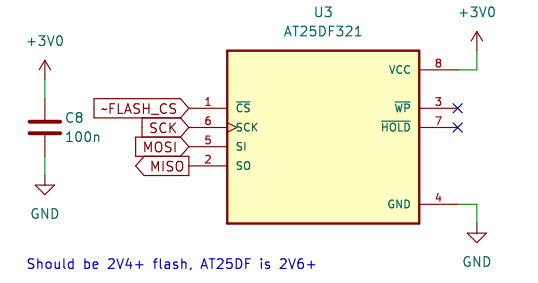 U3
AT25DF321
+3V0
+3V0
C8
100n
GND
~FLASH_CS
SCK
MOSI
MISO
1
6
5
2
CS
SCK
SI
SO
VCC
WP
HOLD
GND
8
3
7
4
GND
Should be 2V4+ flash, AT25DF is 2V6+